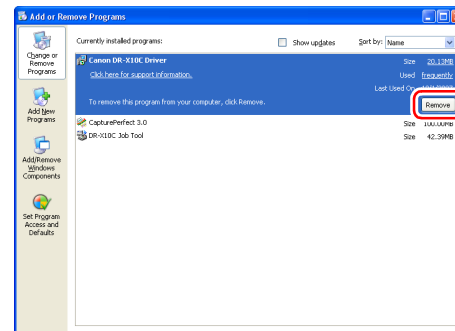 Add or Remove Programs
Change or
Remove
Programs
Add New
Programs
Add/Remove
Windows
Components
Set Program
Access and
Defaults
Currently installed programs:
Show updates
Sort by: Name
Canon DR-X10C Driver
Size 20.13MB
Click here for support information.
Used frequently
Last Used On
To remove this program from your computer, click Remove.
Remove
CapturePerfect 3.0
Size 100.00MB
DR-X10C Job Tool
Size 42.39MB